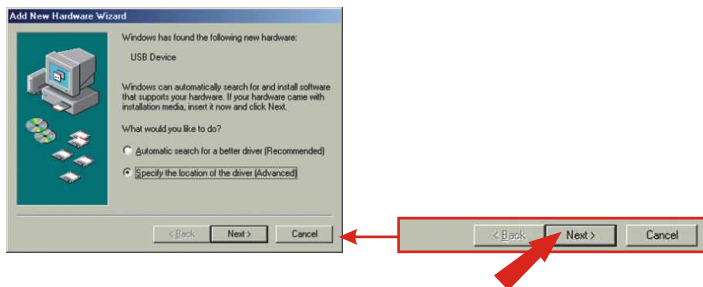 Add New Hardware Wizard
Windows has found the following new hardware:
USB Device
Windows can automatically search for and install software
that supports your hardware. If your hardware came with
installation media, insert it now and click Next.
What would you like to do?
Automatic search for a better driver (Recommended)
Specify the location of the driver (Advanced)
< Back Next > Cancel
< Back Next > Cancel